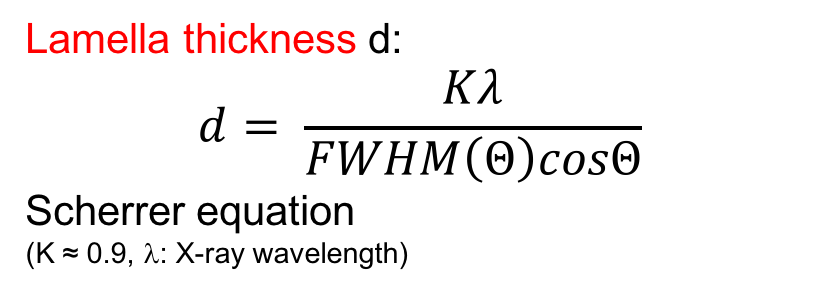 Lamella thickness d:
d = Kλ / FWHM(Θ)cosΘ
Scherrer equation
(K ≈ 0.9, λ: X-ray wavelength)